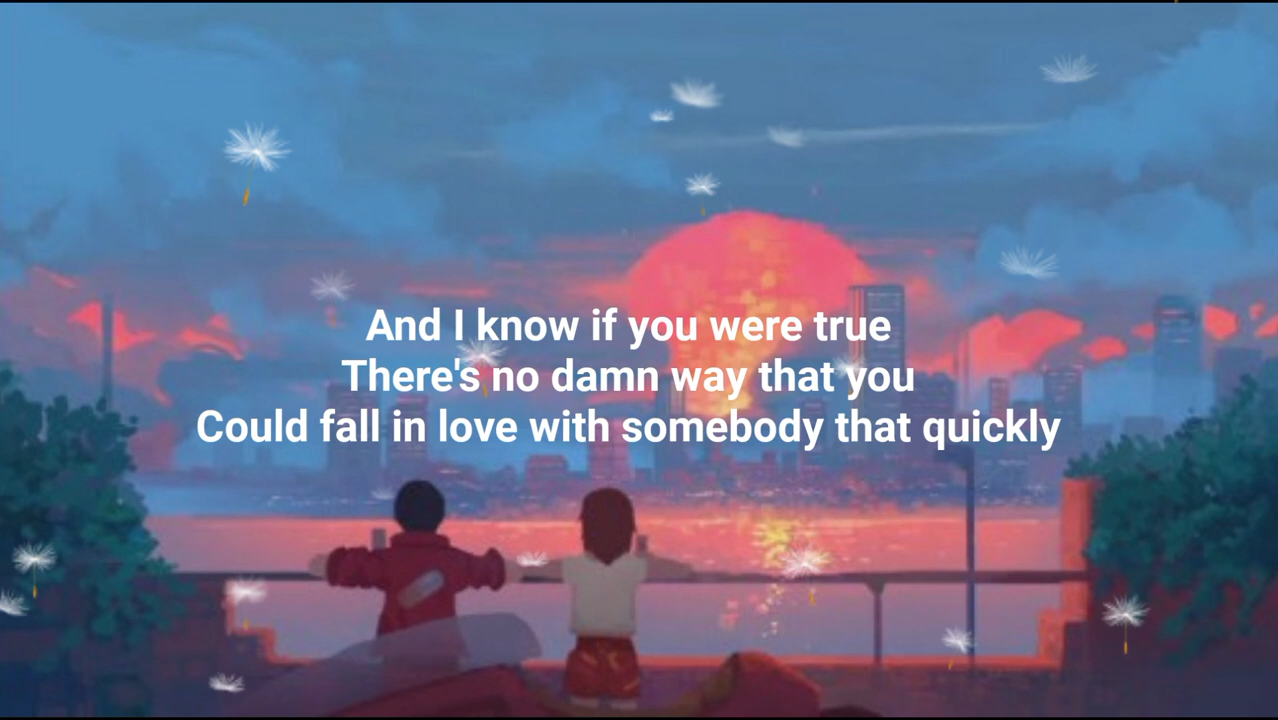 And I know if you were true
There's no damn way that you
Could fall in love with somebody that quickly